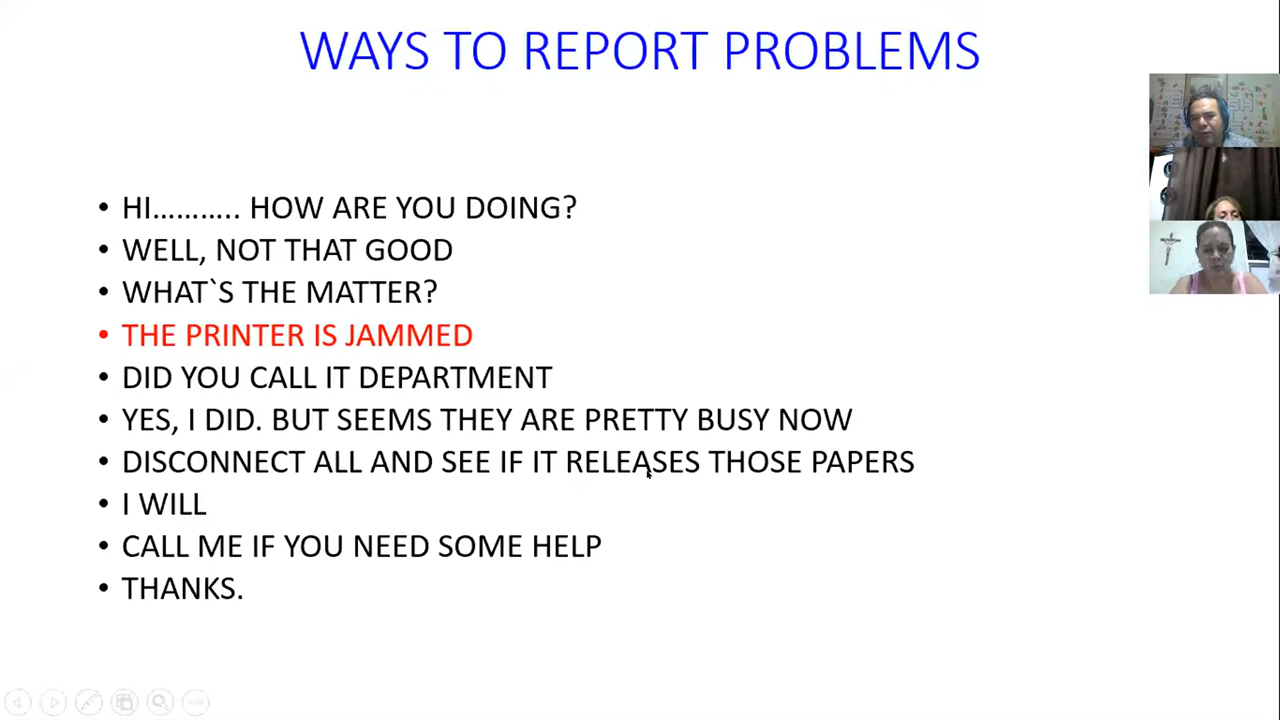 WAYS TO REPORT PROBLEMS
• HI……….. HOW ARE YOU DOING?
• WELL, NOT THAT GOOD
• WHAT`S THE MATTER?
• THE PRINTER IS JAMMED
• DID YOU CALL IT DEPARTMENT
• YES, I DID. BUT SEEMS THEY ARE PRETTY BUSY NOW
• DISCONNECT ALL AND SEE IF IT RELEASES THOSE PAPERS
• I WILL
• CALL ME IF YOU NEED SOME HELP
• THANKS.